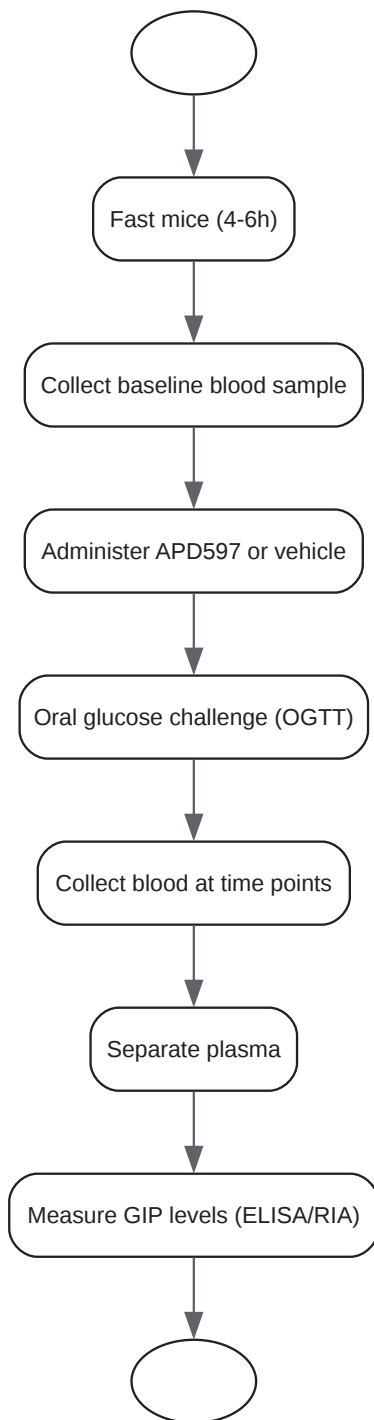 Fast mice (4-6h)
Collect baseline blood sample
Administer APD597 or vehicle
Oral glucose challenge (OGTT)
Collect blood at time points
Separate plasma
Measure GIP levels (ELISA/RIA)